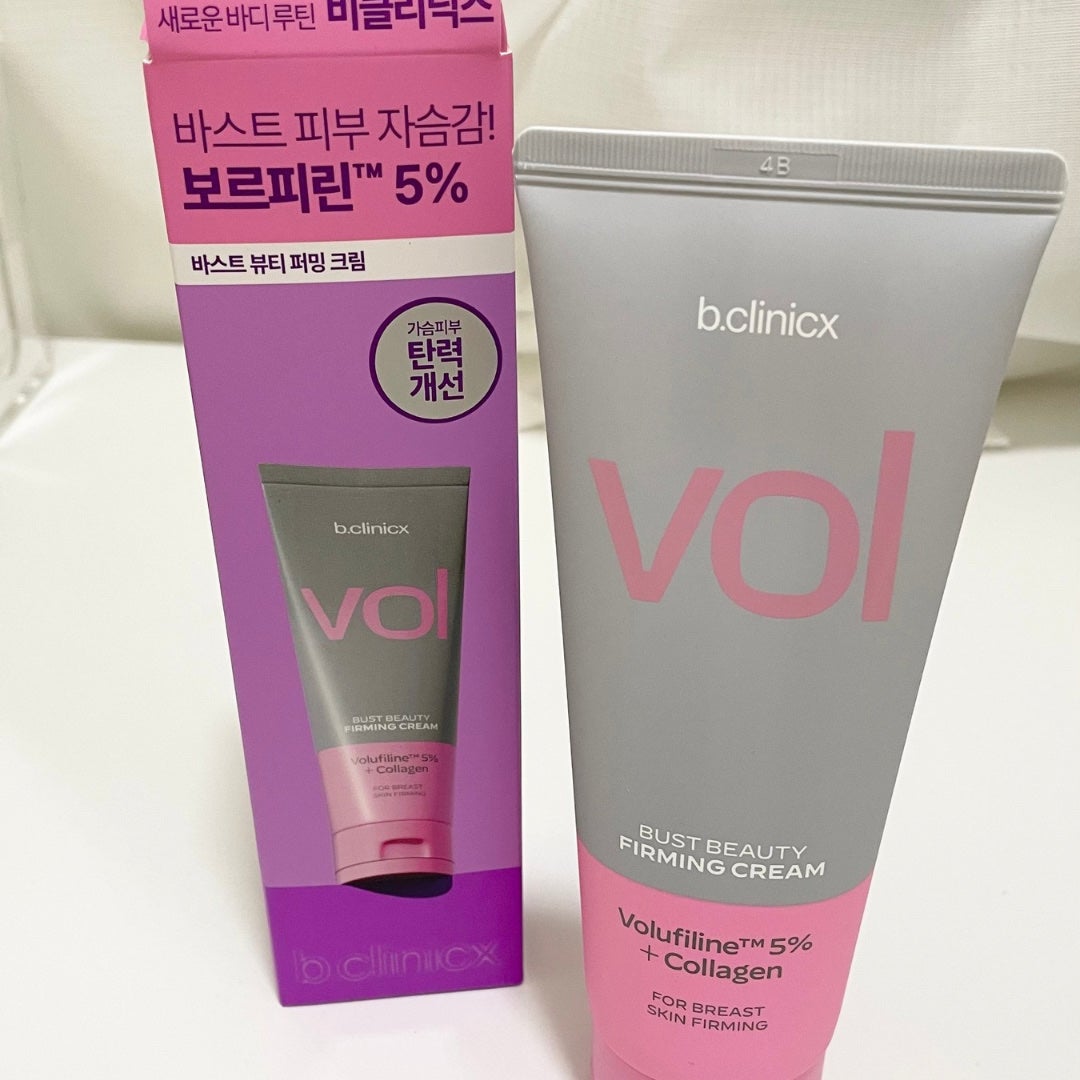 새로운 바디 루틴 비클리닉스
바스트 피부 자슴감!
보르피린™ 5%
바스트 뷰티 퍼밍 크림
가슴피부
탄력
개선
b.clinicx
vol
BUST BEAUTY
FIRMING CREAM
Volufiline™ 5%
+ Collagen
FOR BREAST
SKIN FIRMING
b.clinicx
4B
b.clinicx
vol
BUST BEAUTY
FIRMING CREAM
Volufiline™ 5%
+ Collagen
FOR BREAST
SKIN FIRMING